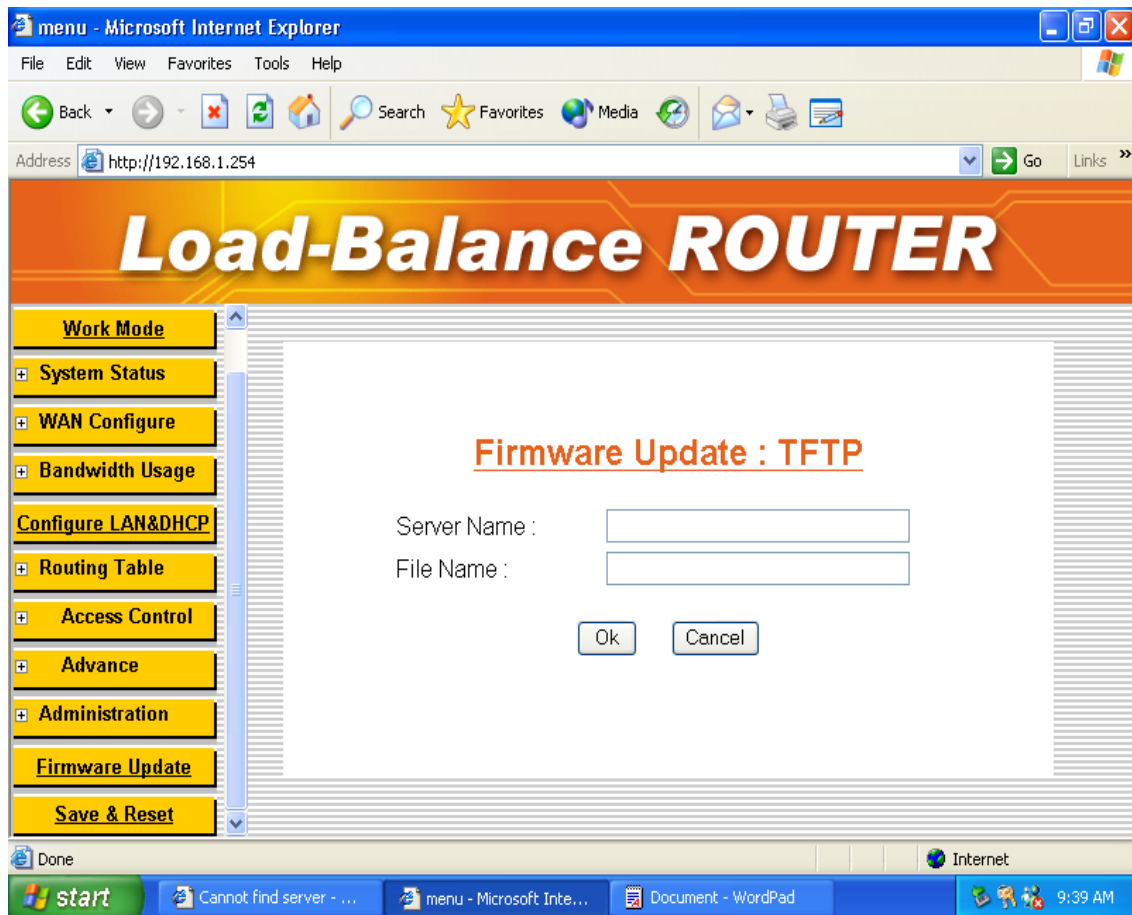 menu - Microsoft Internet Explorer
File Edit View Favorites Tools Help
Back Search Favorites Media
Address http://192.168.1.254 Go Links »
Load-Balance ROUTER
Work Mode
System Status
WAN Configure
Bandwidth Usage
Configure LAN&DHCP
Routing Table
Access Control
Advance
Administration
Firmware Update
Save & Reset
Firmware Update : TFTP
Server Name :
File Name :
Ok Cancel
Done Internet
start Cannot find server - ... menu - Microsoft Inte... Document - WordPad 9:39 AM